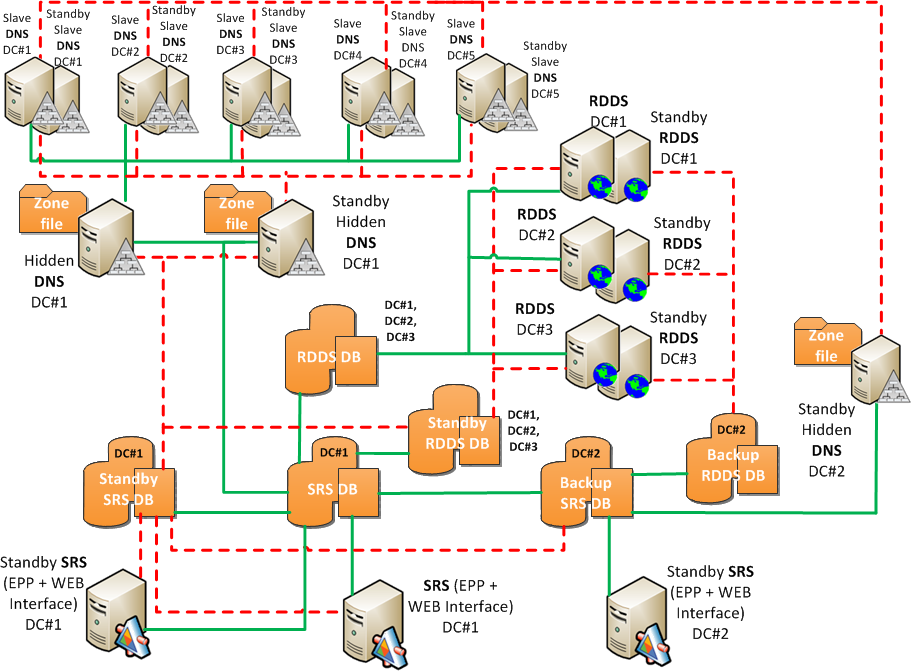 Slave
DNS
DC#1
Standby
Slave
DNS
DC#1
Slave
DNS
DC#2
Standby
Slave
DNS
DC#2
Slave
DNS
DC#3
Standby
Slave
DNS
DC#3
Slave
DNS
DC#4
Standby
Slave
DNS
DC#4
Slave
DNS
DC#5
Standby
Slave
DNS
DC#5
RDDS
DC#1
Standby
RDDS
DC#1
Zone
file
Hidden
DNS
DC#1
Zone
file
Standby
Hidden
DNS
DC#1
RDDS
DC#2
Standby
RDDS
DC#2
RDDS DB
DC#1,
DC#2,
DC#3
RDDS
DC#3
Standby
RDDS
DC#3
Zone
file
Standby
Hidden
DNS
DC#2
Standby
RDDS DB
DC#1,
DC#2,
DC#3
DC#1
Standby
SRS DB
DC#1
SRS DB
DC#2
Backup
SRS DB
DC#2
Backup
RDDS DB
Standby SRS
(EPP + WEB
Interface)
DC#1
SRS (EPP +
WEB Interface)
DC#1
Standby SRS
(EPP + WEB
Interface)
DC#2